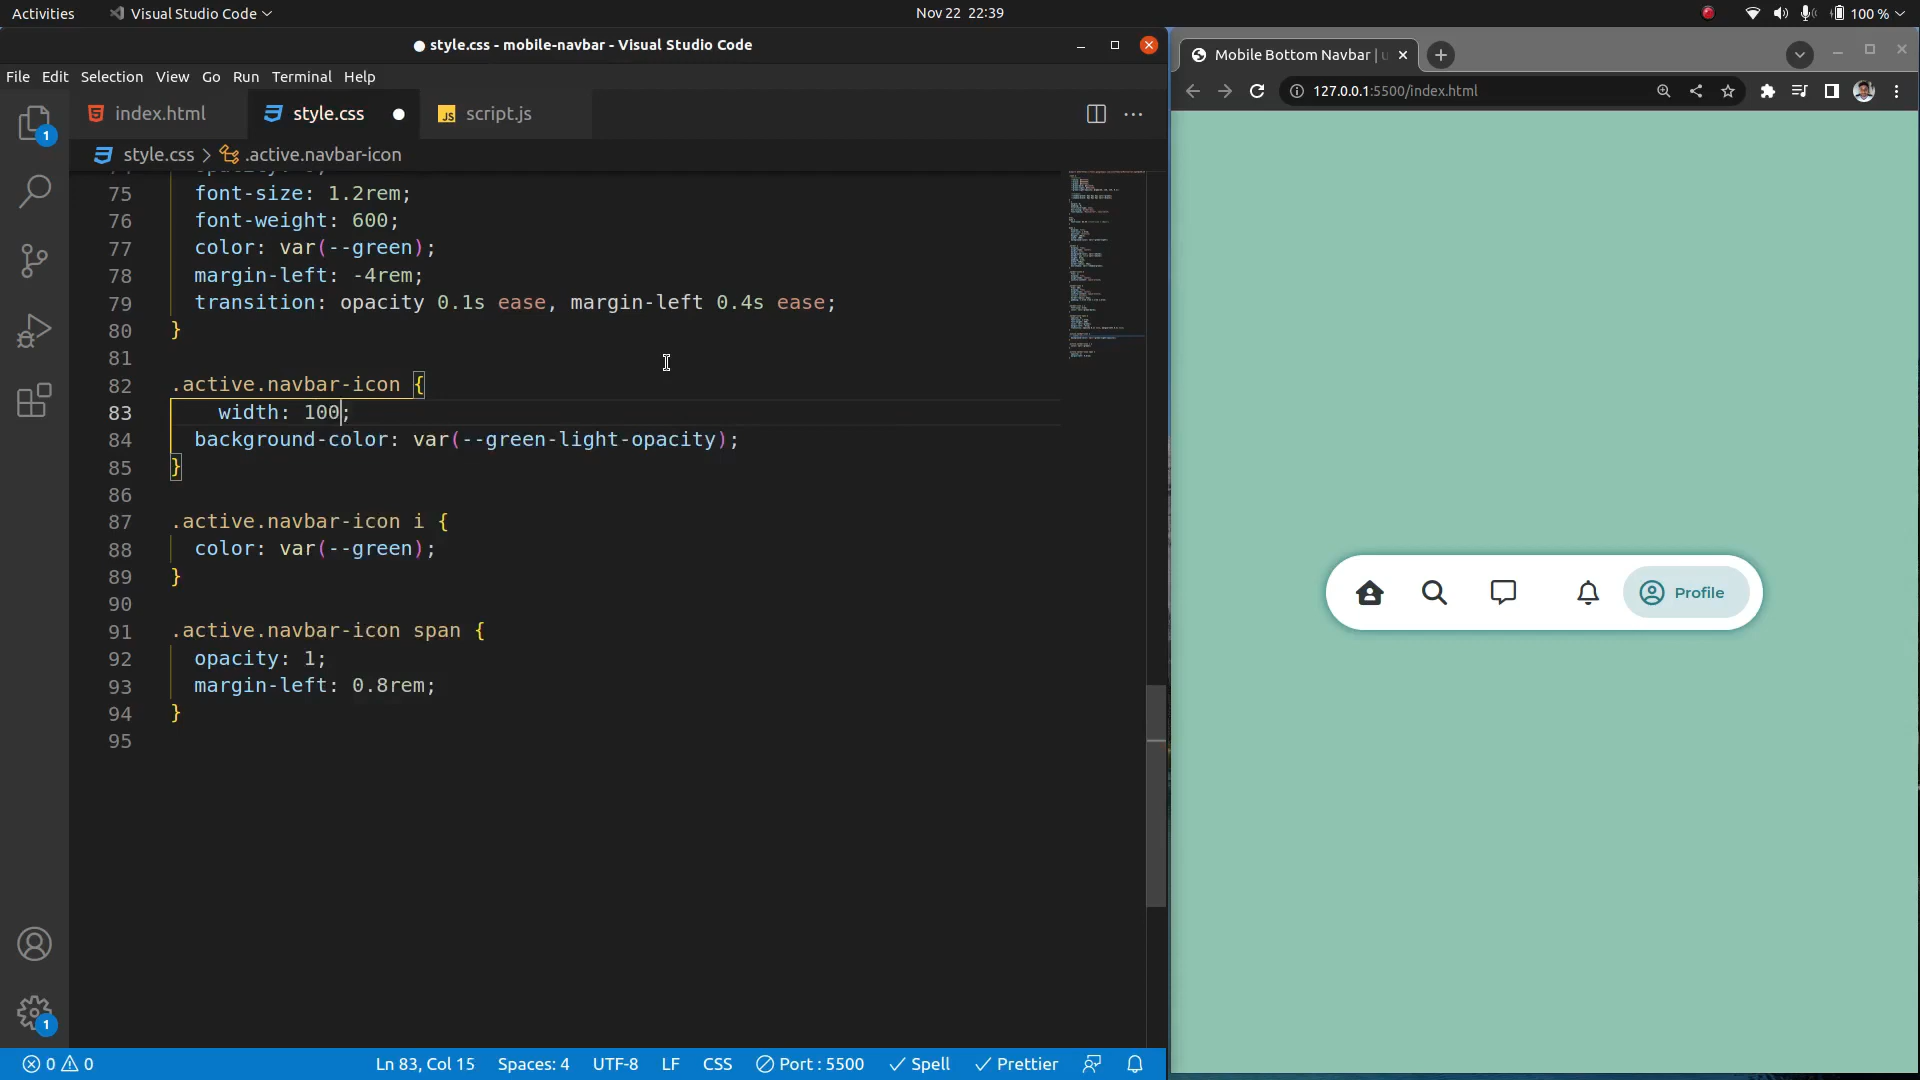 Activities
Visual Studio Code
Nov 22 22:39
100 %
style.css - mobile-navbar - Visual Studio Code
File Edit Selection View Go Run Terminal Help
index.html
style.css
JS script.js
style.css > .active.navbar-icon
75 font-size: 1.2rem;
76 font-weight: 600;
77 color: var(--green);
78 margin-left: -4rem;
79 transition: opacity 0.1s ease, margin-left 0.4s ease;
80 }
81
82 .active.navbar-icon {
83 width: 100;
84 background-color: var(--green-light-opacity);
85 }
86
87 .active.navbar-icon i {
88 color: var(--green);
89 }
90
91 .active.navbar-icon span {
92 opacity: 1;
93 margin-left: 0.8rem;
94 }
95
1
1
0 0
Ln 83, Col 15
Spaces: 4
UTF-8
LF
CSS
Port : 5500
Spell
Prettier
Mobile Bottom Navbar |
127.0.0.1:5500/index.html
Profile